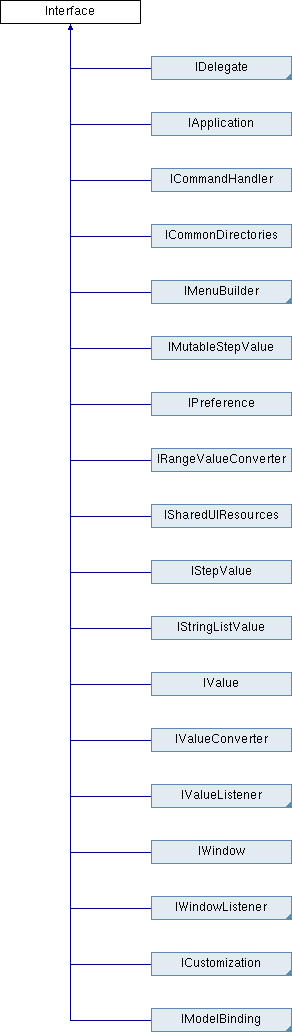 Interface
IDelegate
IApplication
ICommandHandler
ICommonDirectories
IMenuBuilder
IMutableStepValue
IPreference
IRangeValueConverter
ISharedUIResources
IStepValue
IStringListValue
IValue
IValueConverter
IValueListener
IWindow
IWindowListener
ICustomization
IModelBinding